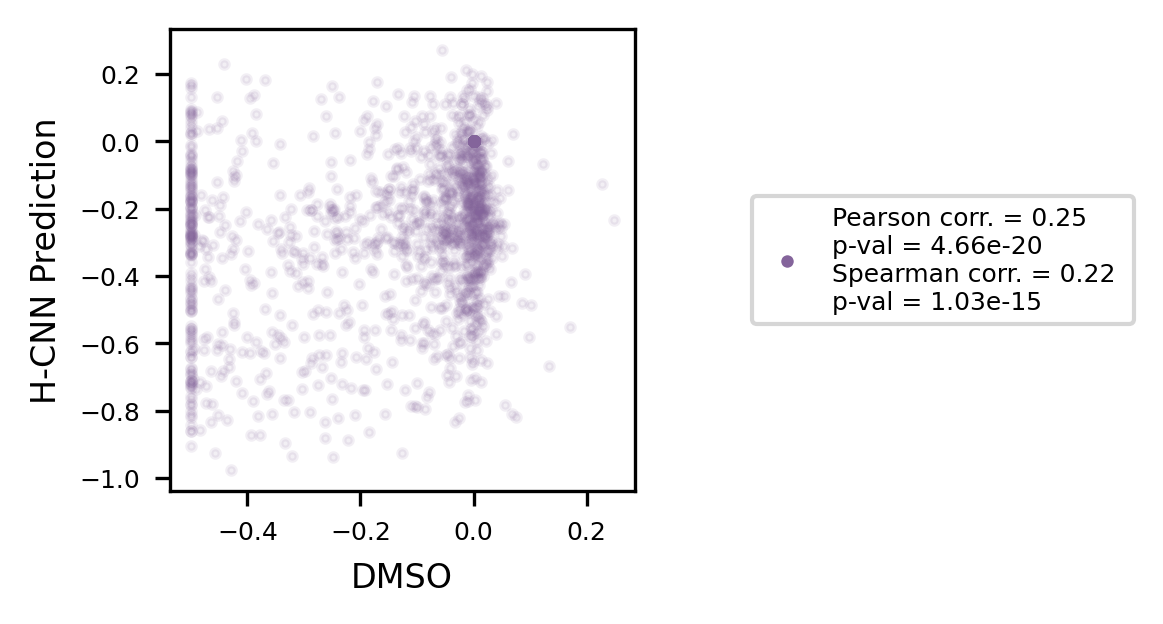 H-CNN Prediction
0.2
0.0
−0.2
−0.4
−0.6
−0.8
−1.0
−0.4 −0.2 0.0 0.2
DMSO
Pearson corr. = 0.25
p-val = 4.66e-20
Spearman corr. = 0.22
p-val = 1.03e-15